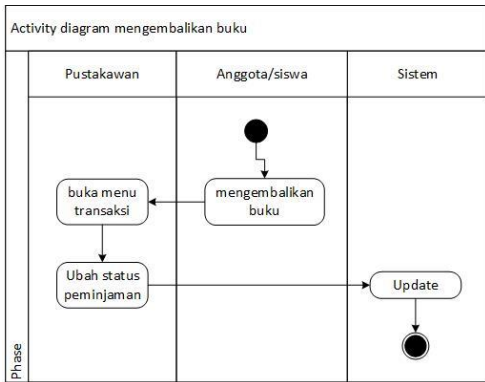 Activity diagram mengembalikan buku
Pustakawan
Anggota/siswa
Sistem
buka menu
transaksi
mengembalikan
buku
Ubah status
peminjaman
Update
Phase